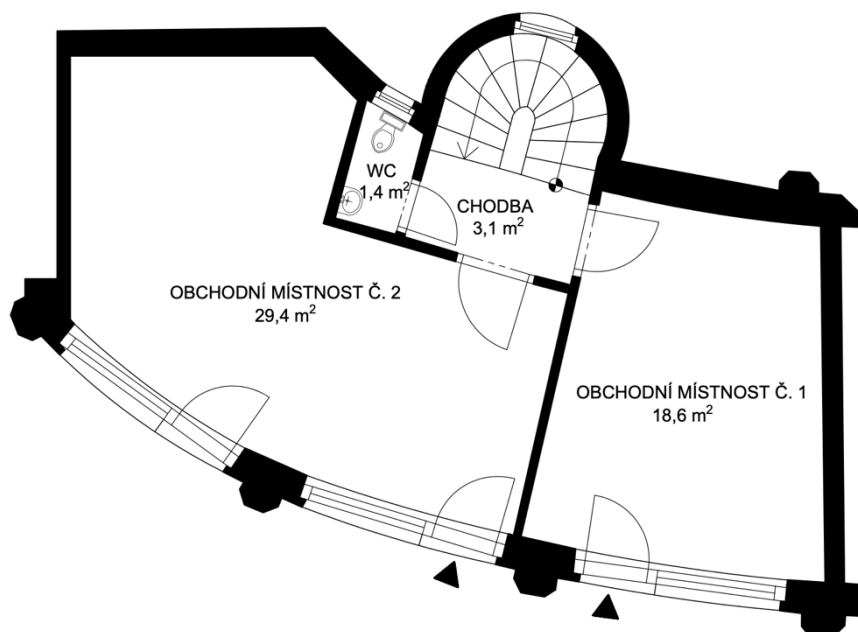 WC
1,4 m²
CHODBA
3,1 m²
OBCHODNÍ MÍSTNOST Č. 2
29,4 m²
OBCHODNÍ MÍSTNOST Č. 1
18,6 m²